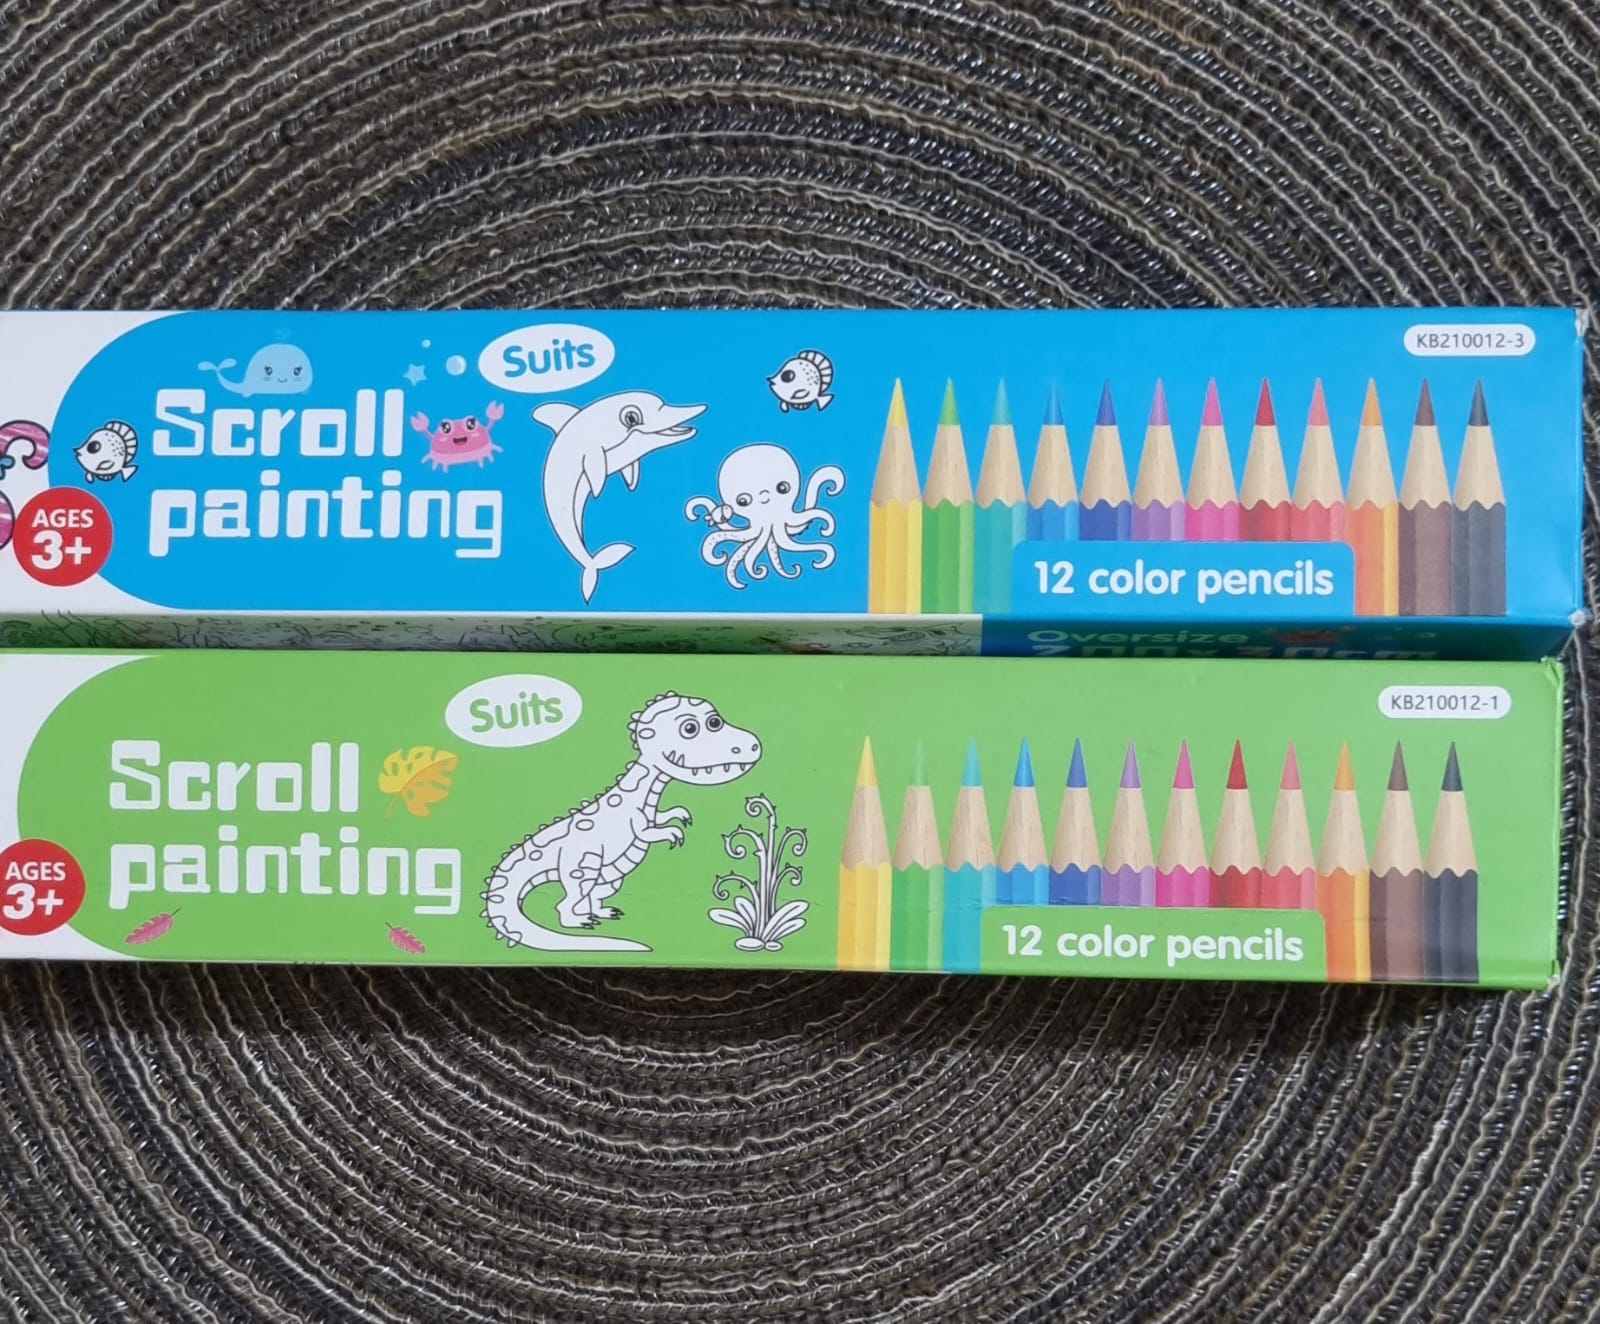 Suits
KB210012-3
Scroll
painting
AGES
3+
12 color pencils
Oversize
Suits
KB210012-1
Scroll
painting
AGES
3+
12 color pencils